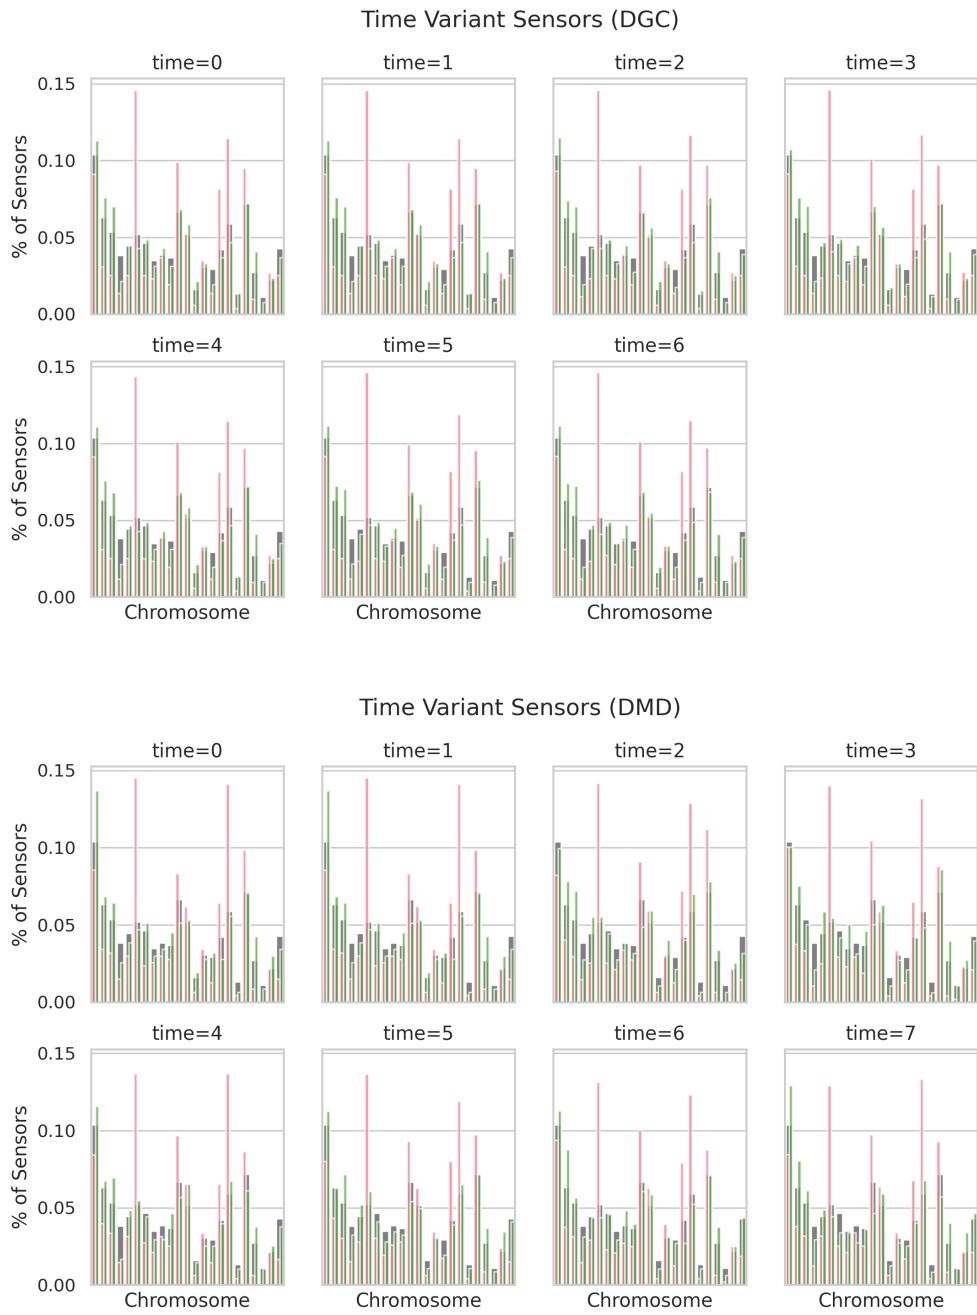 Time Variant Sensors (DGC)
time=0
time=1
time=2
time=3
0.15
0.10
0.05
0.00
% of Sensors
time=4
time=5
time=6
0.15
0.10
0.05
0.00
% of Sensors
Chromosome
Chromosome
Chromosome
Time Variant Sensors (DMD)
time=0
time=1
time=2
time=3
0.15
0.10
0.05
0.00
% of Sensors
time=4
time=5
time=6
time=7
0.15
0.10
0.05
0.00
% of Sensors
Chromosome
Chromosome
Chromosome
Chromosome